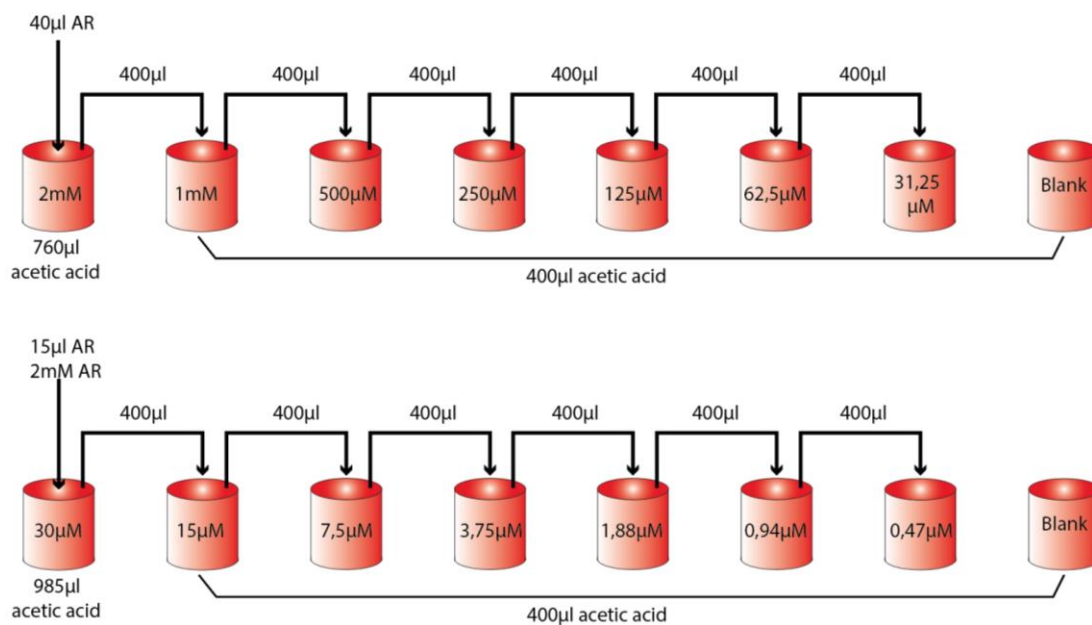 40µl AR
400µl 400µl 400µl 400µl 400µl 400µl
2mM 1mM 500µM 250µM 125µM 62,5µM 31,25
µM Blank
760µl
acetic acid
400µl acetic acid
15µl AR
2mM AR
400µl 400µl 400µl 400µl 400µl 400µl
30µM 15µM 7,5µM 3,75µM 1,88µM 0,94µM 0,47µM Blank
985µl
acetic acid
400µl acetic acid